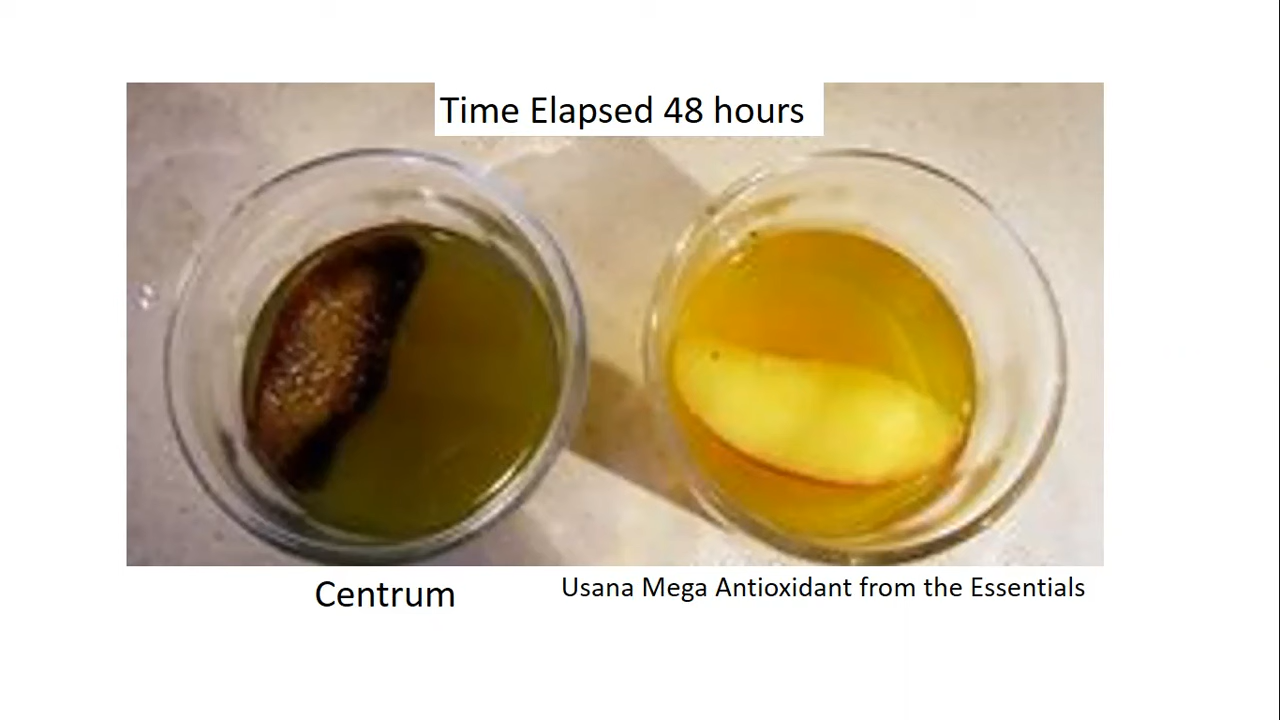 Time Elapsed 48 hours
Centrum
Usana Mega Antioxidant from the Essentials